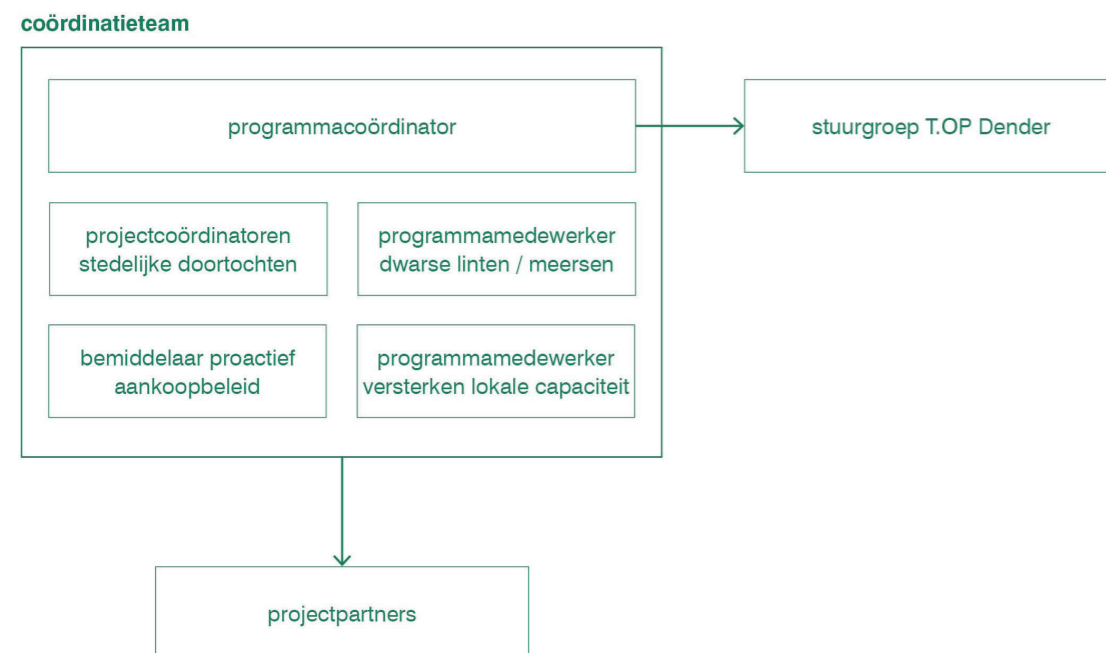 coördinatieteam
programmacoördinator
stuurgroep T.OP Dender
projectcoördinatoren
stedelijke doortochten
programmamedewerker
dwarse linten / meersen
bemiddelaar proactief
aankoopbeleid
programmamedewerker
versterken lokale capaciteit
projectpartners